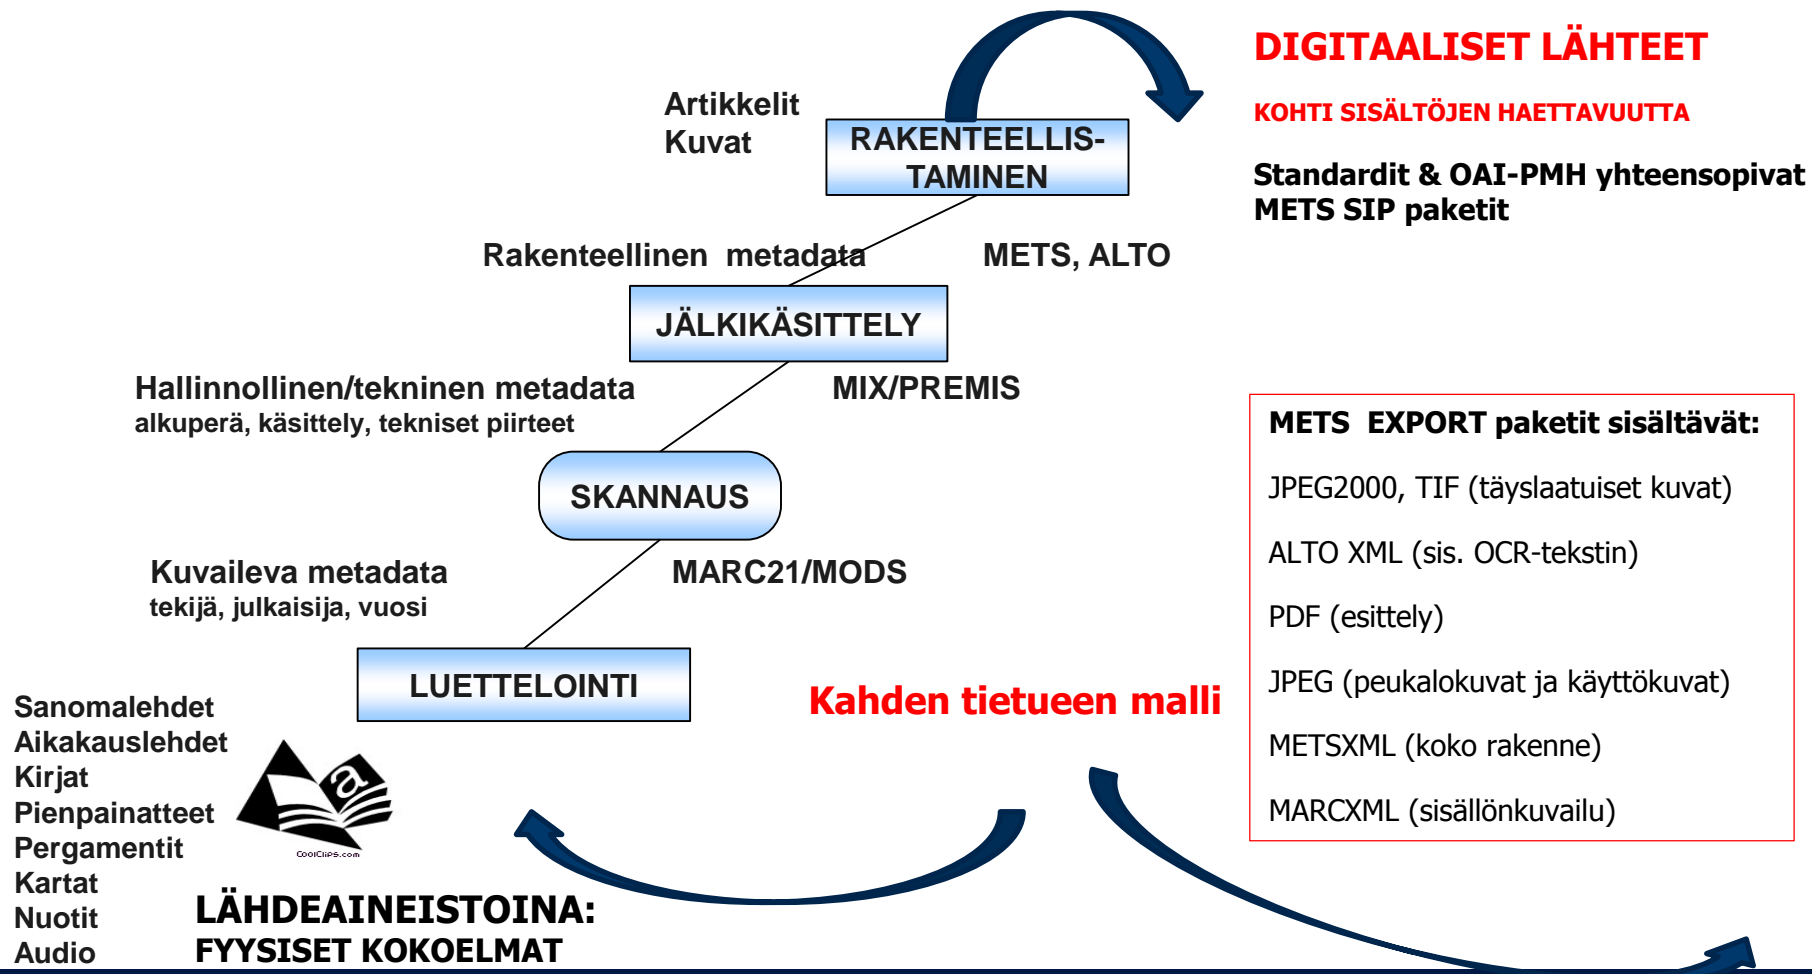 DIGITAALISET LÄHTEET
KOHTI SISÄLTÖJEN HAETTAVUUTTA
Standardit & OAI-PMH yhteensopivat
METS SIP paketit
Artikkelit
Kuvat
RAKENTEELLIS-
TAMINEN
Rakenteellinen metadata
METS, ALTO
JÄLKIKÄSITTELY
Hallinnollinen/tekninen metadata
alkuperä, käsittely, tekniset piirteet
MIX/PREMIS
SKANNAUS
Kuvaileva metadata
tekijä, julkaisija, vuosi
MARC21/MODS
LUETTELOINTI
Kahden tietueen malli
METS EXPORT paketit sisältävät:
JPEG2000, TIF (täyslaatuiset kuvat)
ALTO XML (sis. OCR-tekstin)
PDF (esittely)
JPEG (peukalokuvat ja käyttökuvat)
METSXML (koko rakenne)
MARCXML (sisällönkuvailu)
Sanomalehdet
Aikakauslehdet
Kirjat
Pienpainatteet
Pergamentit
Kartat
Nuotit
Audio
a
CoolClips.com
LÄHDEAINEISTOINA:
FYYSISET KOKOELMAT